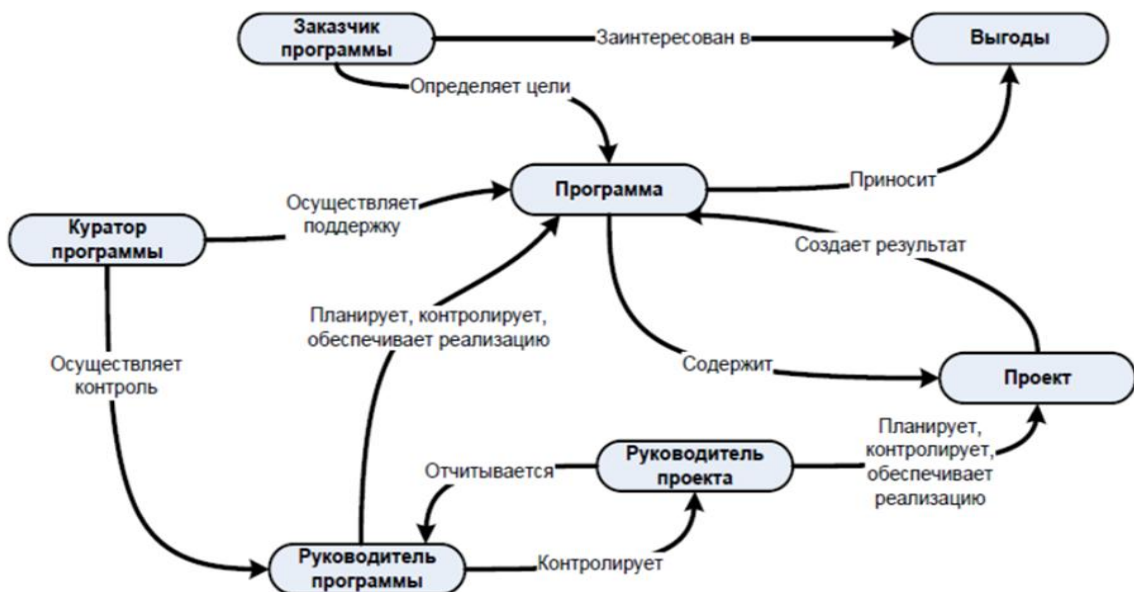 Заказчик
программы
Заинтересован в
Выгоды
Определяет цели
Программа
Приносит
Осуществляет
поддержку
Куратор
программы
Создает результат
Планирует, контролирует,
обеспечивает реализацию
Осуществляет
контроль
Содержит
Проект
Планирует,
контролирует,
обеспечивает
реализацию
Руководитель
проекта
Отчитывается
Руководитель
программы
Контролирует